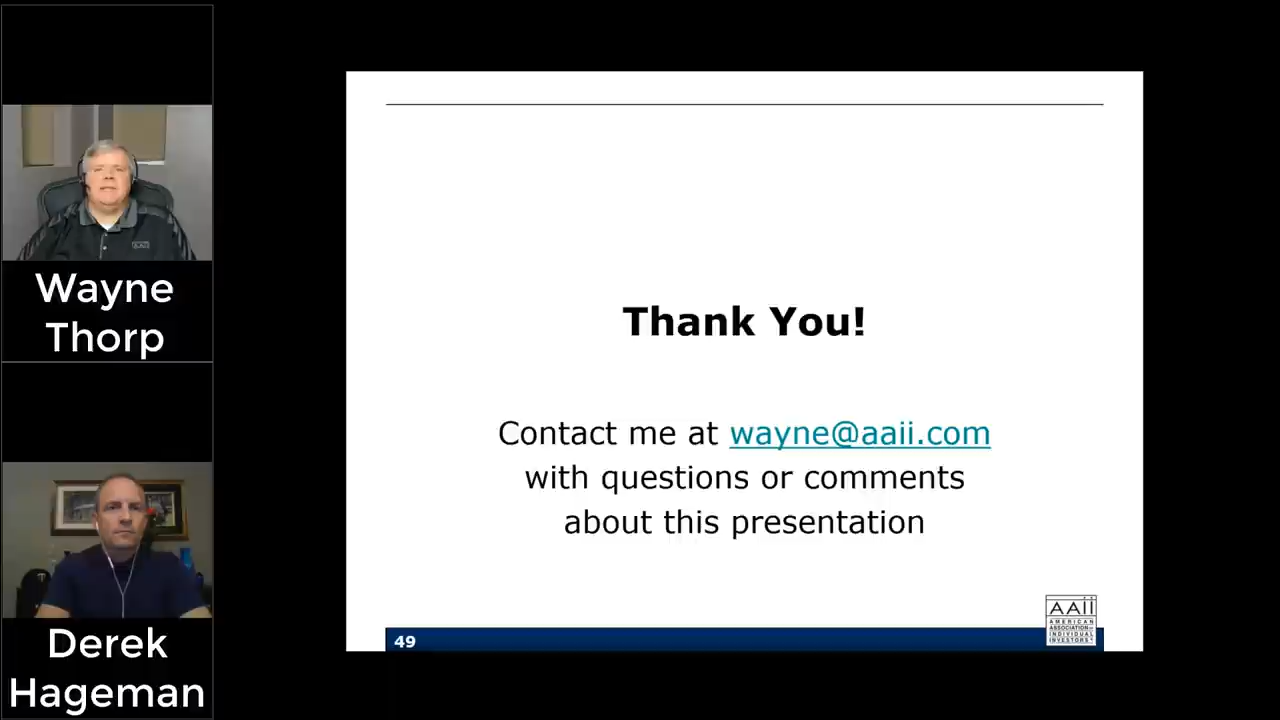 Wayne
Thorp
Derek
Hageman
Thank You!
Contact me at wayne@aaii.com
with questions or comments
about this presentation
49
AAII
AMERICAN
ASSOCIATION OF
INDIVIDUAL
INVESTORS